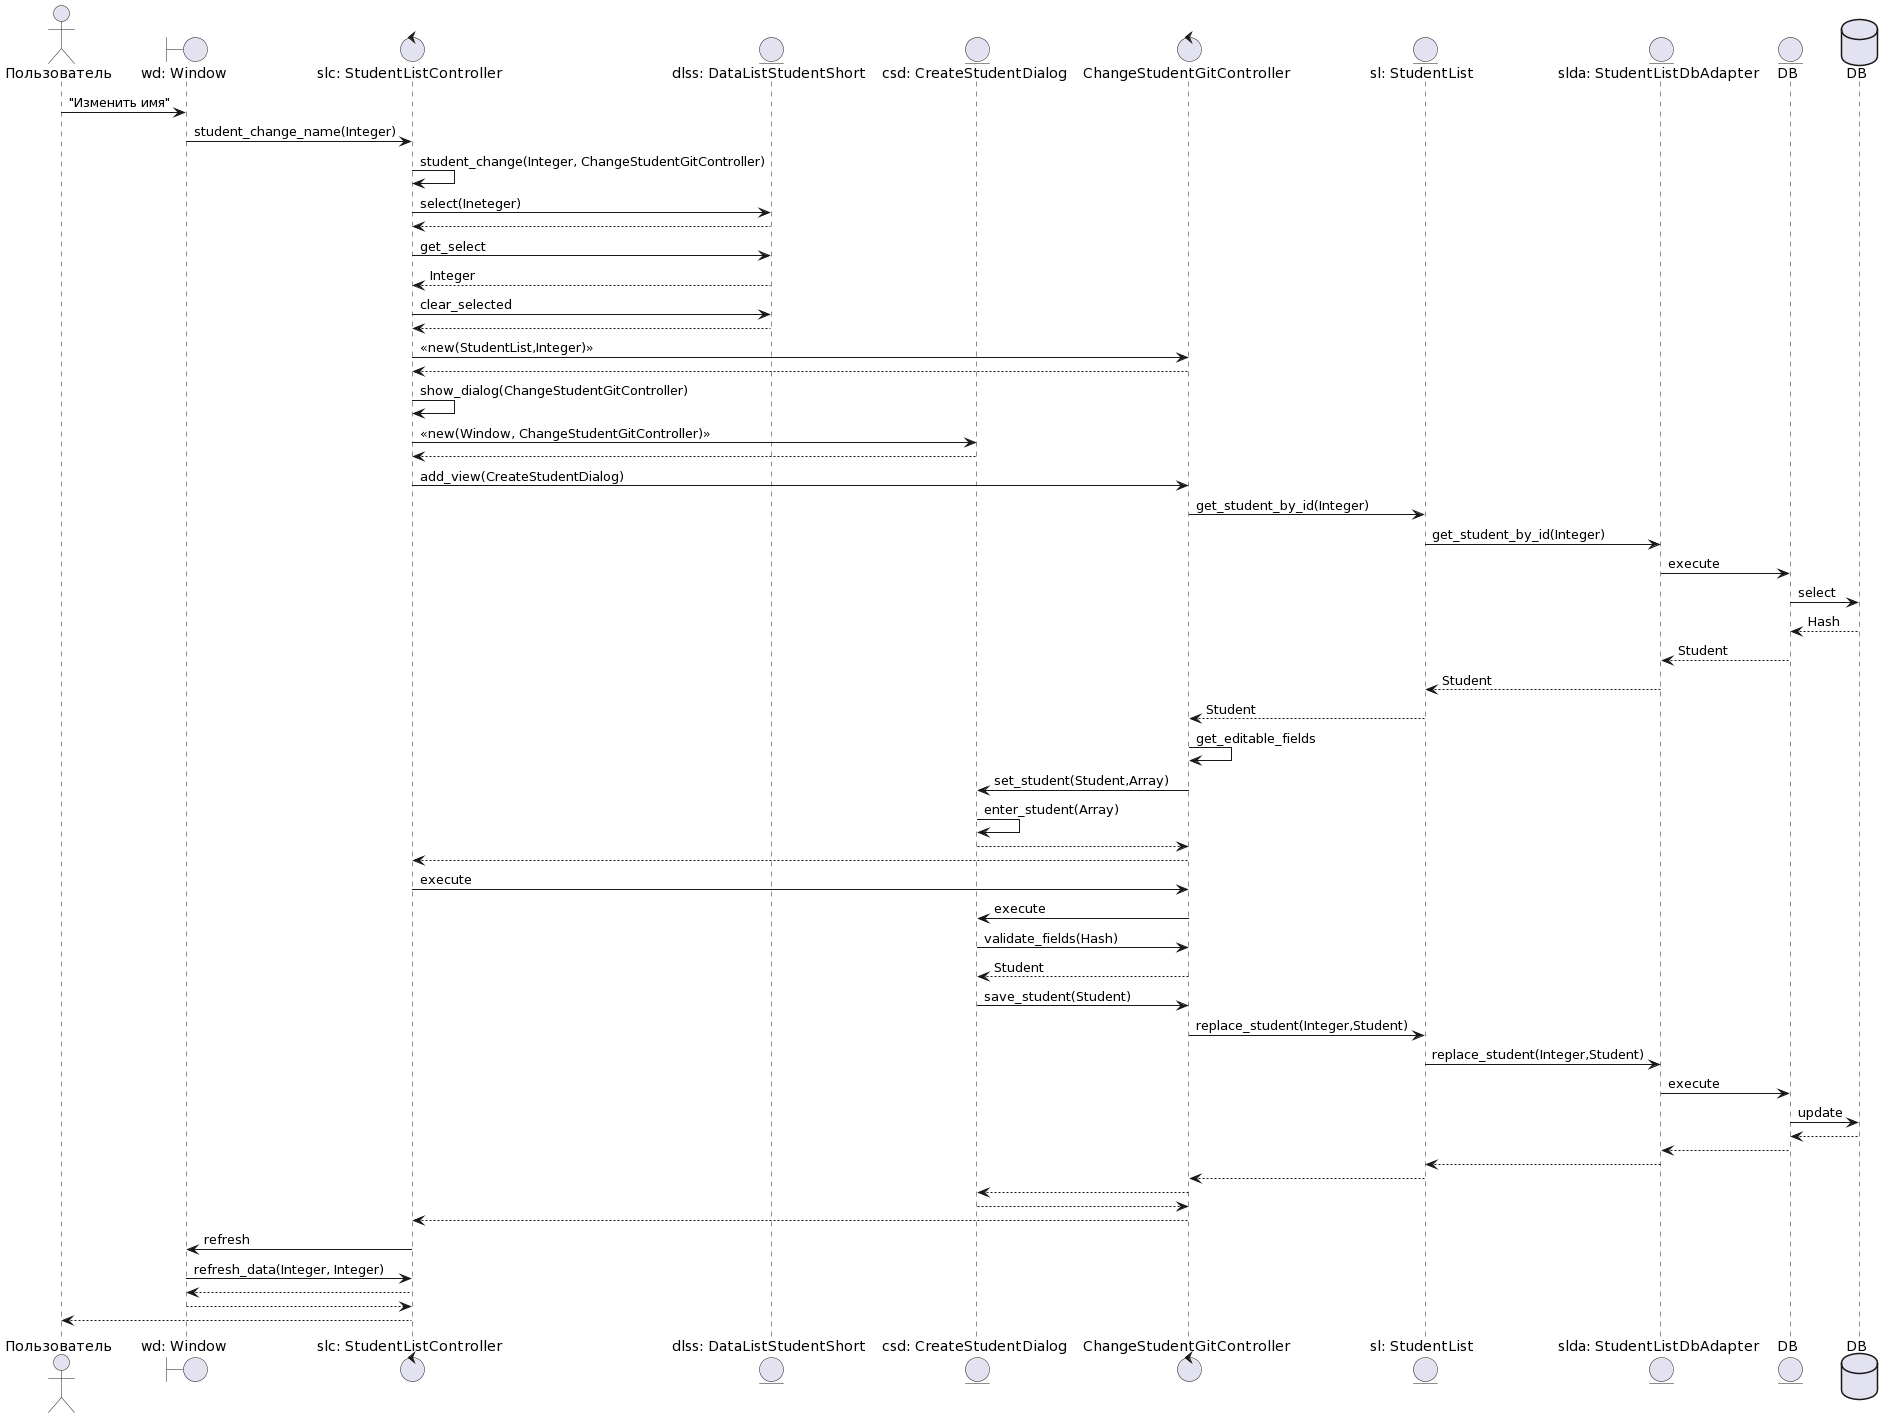 Пользователь
wd: Window
slc: StudentListController
dlss: DataListStudentShort
csd: CreateStudentDialog
ChangeStudentGitController
sl: StudentList
slda: StudentListDbAdapter
DB
DB
"Изменить имя"
student_change_name(Integer)
student_change(Integer, ChangeStudentGitController)
select(Ineteger)
get_select
Integer
clear_selected
«new(StudentList,Integer)»
show_dialog(ChangeStudentGitController)
«new(Window, ChangeStudentGitController)»
add_view(CreateStudentDialog)
get_student_by_id(Integer)
get_student_by_id(Integer)
execute
select
Hash
Student
Student
Student
get_editable_fields
set_student(Student,Array)
enter_student(Array)
execute
execute
validate_fields(Hash)
Student
save_student(Student)
replace_student(Integer,Student)
replace_student(Integer,Student)
execute
update
refresh
refresh_data(Integer, Integer)
Пользователь
wd: Window
slc: StudentListController
dlss: DataListStudentShort
csd: CreateStudentDialog
ChangeStudentGitController
sl: StudentList
slda: StudentListDbAdapter
DB
DB